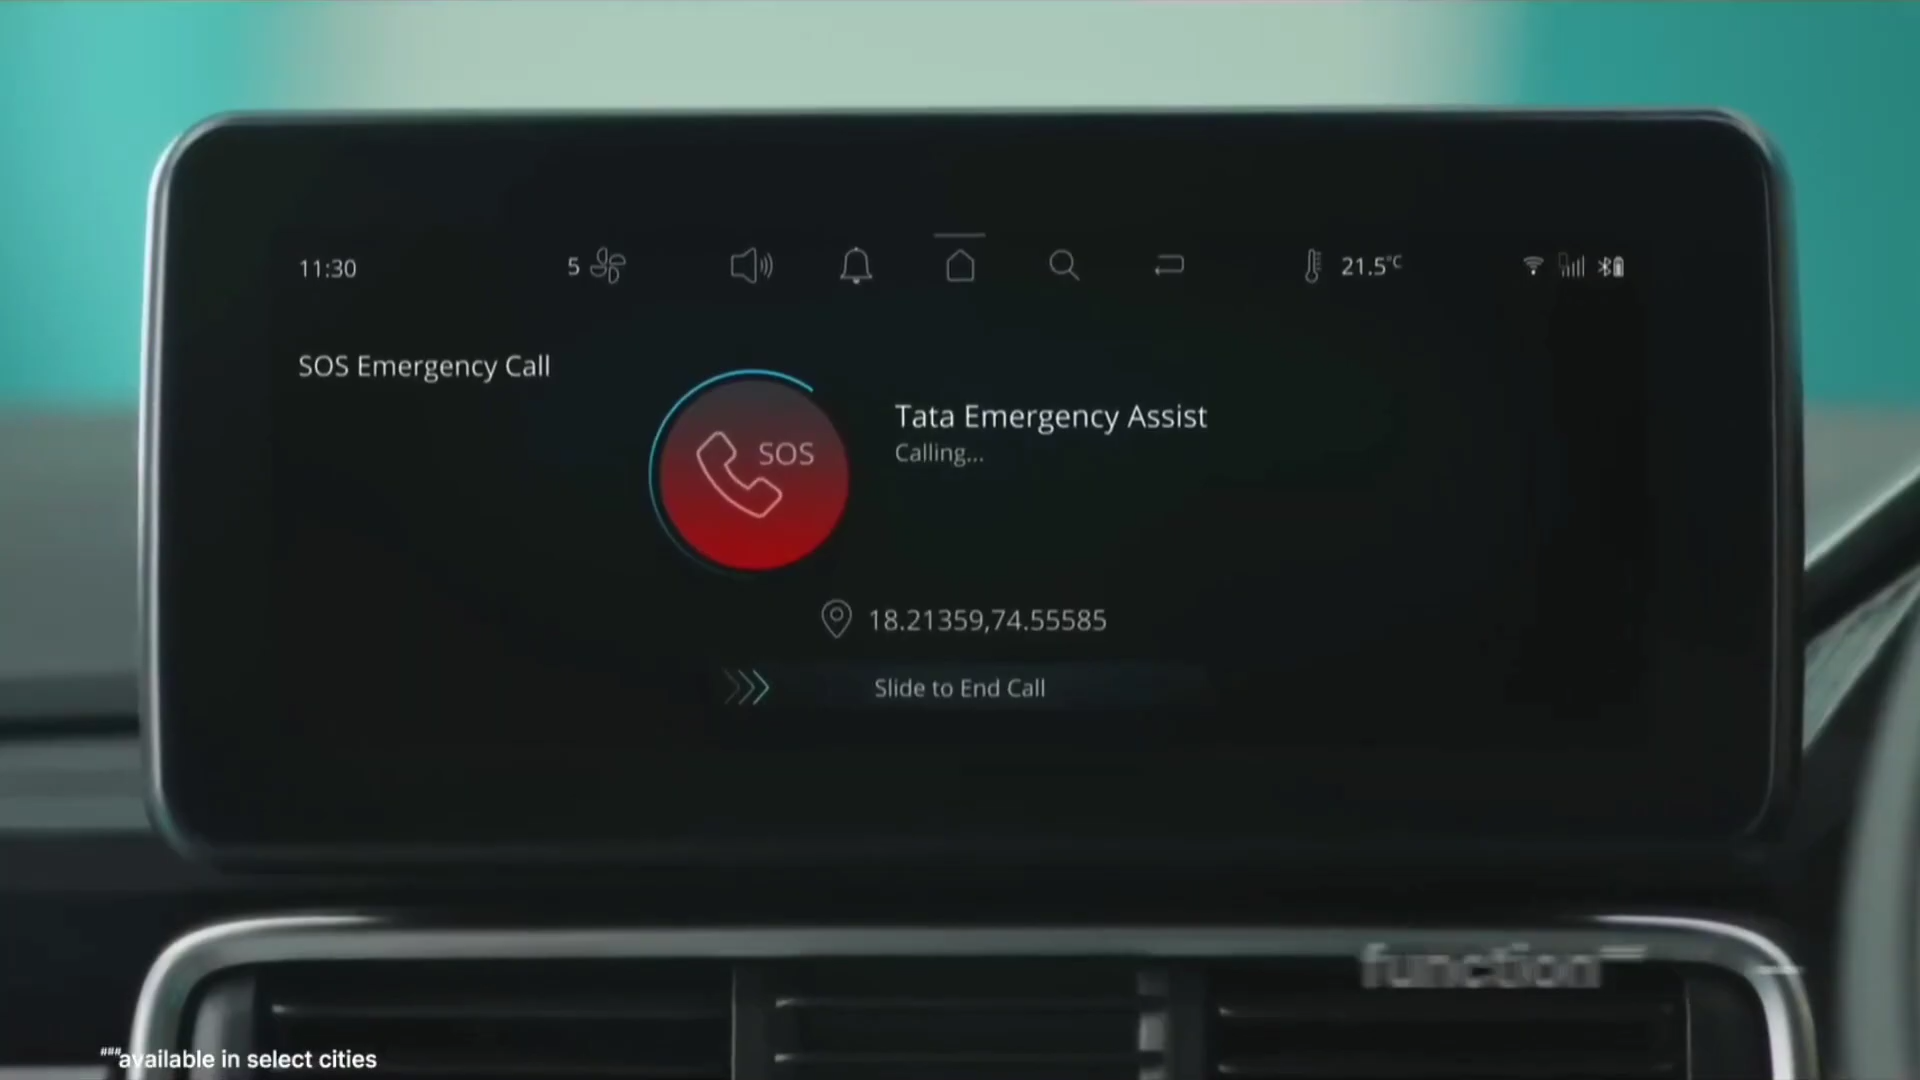 11:30
5
21.5°C
SOS Emergency Call
SOS
Tata Emergency Assist
Calling...
18.21359,74.55585
Slide to End Call
function
###available in select cities